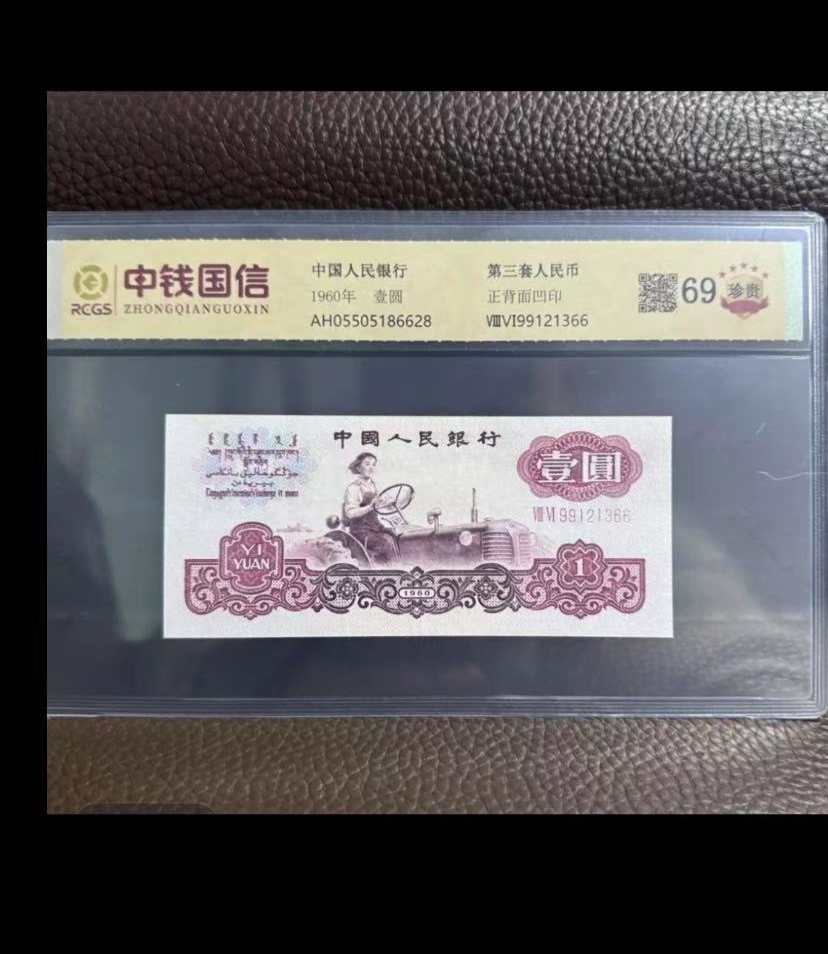 中钱国信
RCGS
ZHONGQIANGUOXIN
中国人民银行
1960年 壹圆
AH05505186628
第三套人民币
正背面凹印
ⅧⅥ99121366
69
珍贵
中國人民銀行
壹圓
ⅧⅥ 99121366
YI
YUAN
1960
1